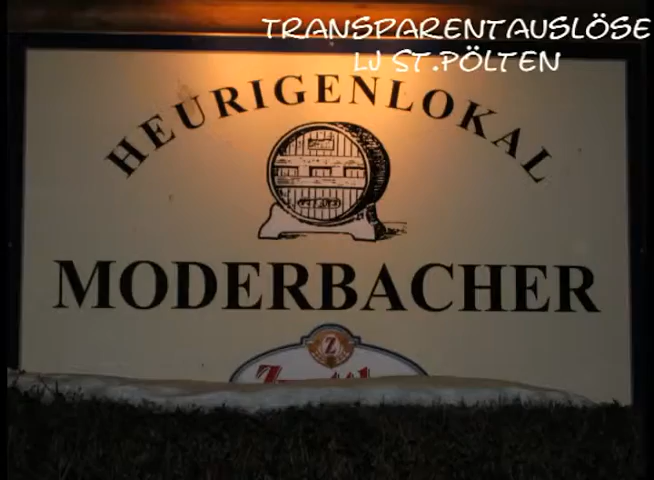 TRANSPARENTAUSLÖSE
LJ ST.PÖLTEN
HEURIGENLOKAL
MODERBACHER
Z